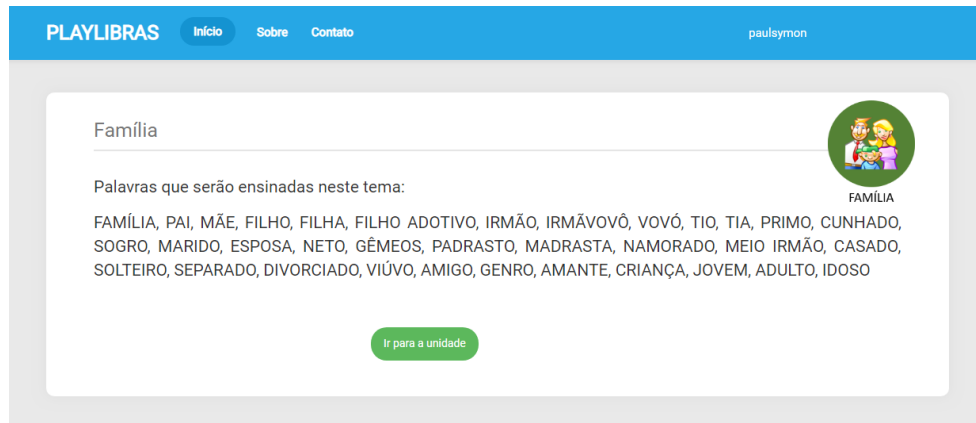 PLAYLIBRAS Início Sobre Contato paulsymon
Família
FAMÍLIA
Palavras que serão ensinadas neste tema:
FAMÍLIA, PAI, MÃE, FILHO, FILHA, FILHO ADOTIVO, IRMÃO, IRMÃVOVÔ, VOVÓ, TIO, TIA, PRIMO, CUNHADO,
SOGRO, MARIDO, ESPOSA, NETO, GÊMEOS, PADRASTO, MADRASTA, NAMORADO, MEIO IRMÃO, CASADO,
SOLTEIRO, SEPARADO, DIVORCIADO, VIÚVO, AMIGO, GENRO, AMANTE, CRIANÇA, JOVEM, ADULTO, IDOSO
Ir para a unidade